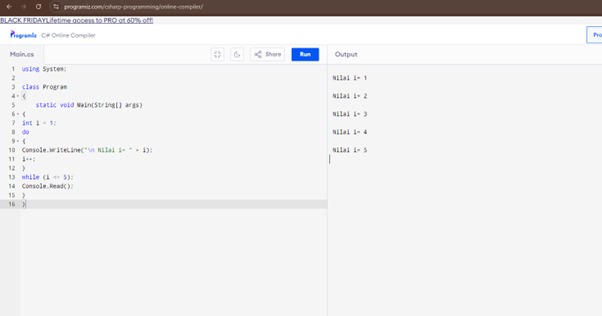 programiz.com/csharp-programming/online-compiler/
BLACK FRIDAY Lifetime access to PRO at 60% off!
Programiz C# Online Compiler
Pro
Main.cs
Share
Run
Output
1 using System;
2
3 class Program
4 {
5 static void Main(String[] args)
6 {
7 int i = 1;
8 do
9 {
10 Console.WriteLine("\n Nilai i= " + i);
11 i++;
12 }
13 while (i <= 5);
14 Console.Read();
15 }
16 }
Nilai i= 1
Nilai i= 2
Nilai i= 3
Nilai i= 4
Nilai i= 5